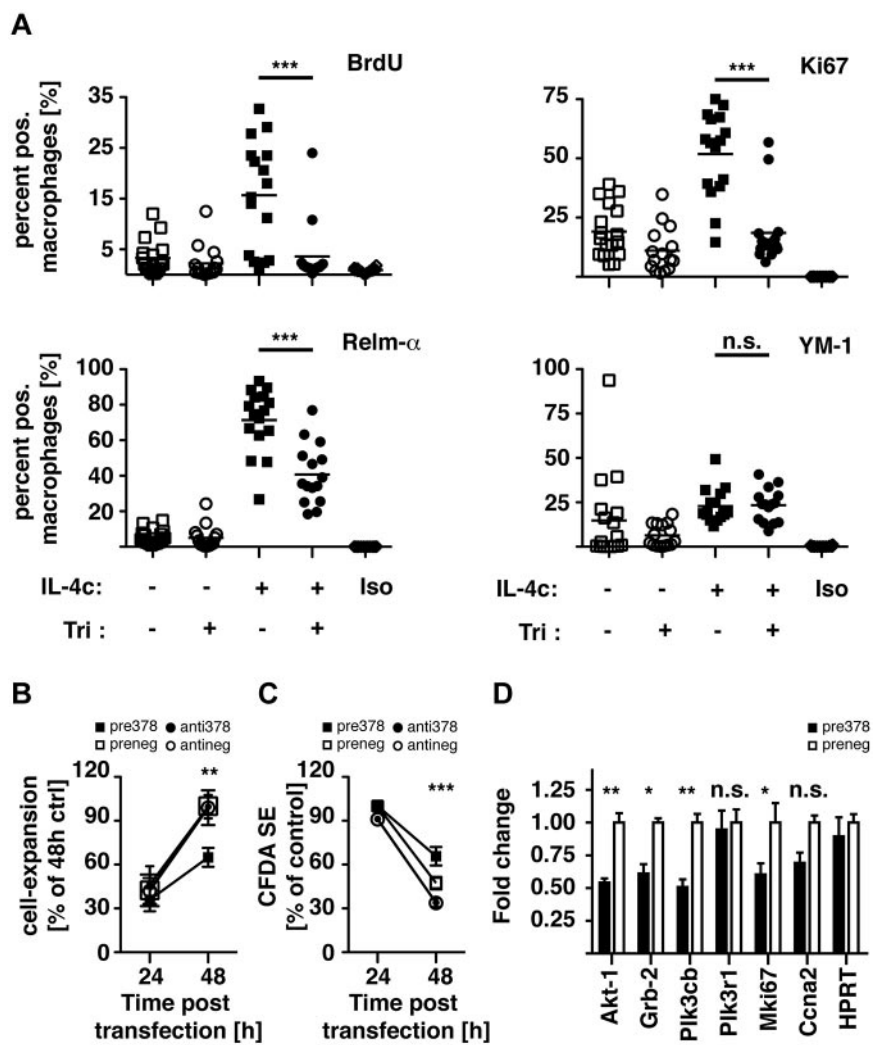 A
BrdU
***
percent pos.
macrophages [%]
35
25
15
5
Ki67
***
75
50
25
Relm-α
***
percent pos.
macrophages [%]
100
80
60
40
20
YM-1
n.s.
100
75
50
25
IL-4c: - - + + Iso - - + + Iso
Tri : - + - + Tri : - + - +
B
■ pre378 ● anti378
□ preneg ○ antineg
**
cell-expansion
[% of 48h ctrl]
120
90
60
30
0
24 48
Time post
transfection [h]
C
■ pre378 ● anti378
□ preneg ○ antineg
***
CFDA SE
[% of control]
120
90
60
30
0
24 48
Time post
transfection [h]
D
■ pre378
□ preneg
Fold change
1.25
1.00
0.75
0.50
0.25
** * ** n.s. * n.s.
Akt-1
Grb-2
PIk3cb
PIk3r1
Mki67
Ccna2
HPRT